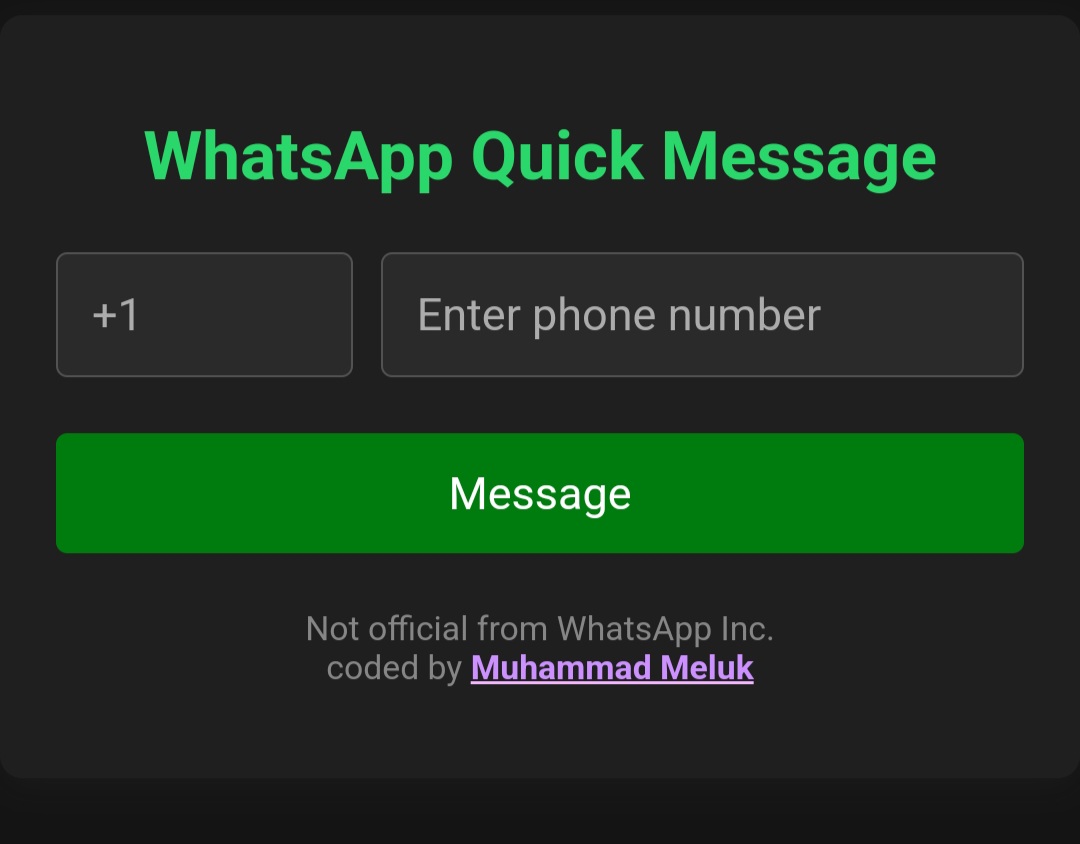 WhatsApp Quick Message
+1
Enter phone number
Message
Not official from WhatsApp Inc.
coded by Muhammad Meluk